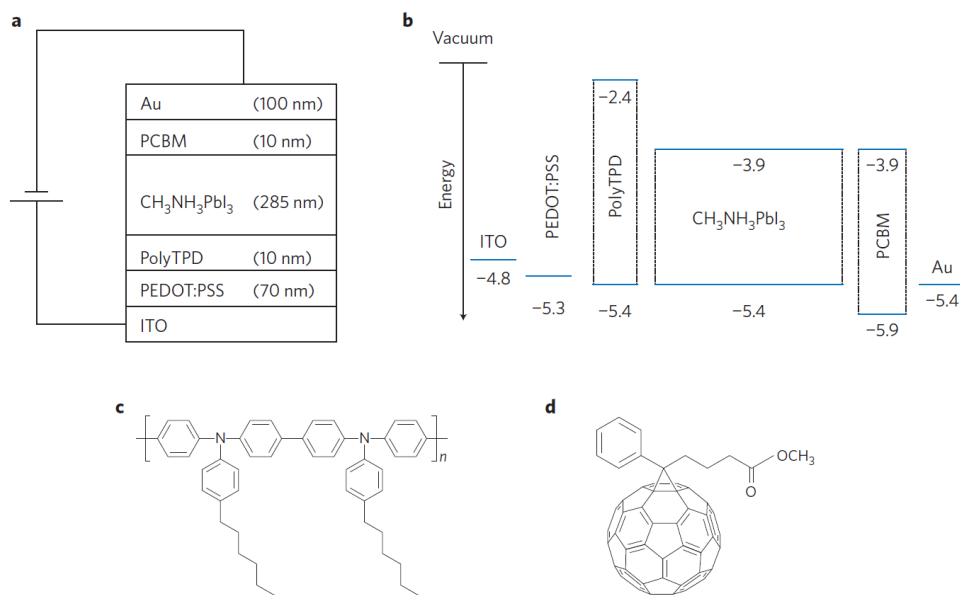 a
Au (100 nm)
PCBM (10 nm)
CH3NH3PbI3 (285 nm)
PolyTPD (10 nm)
PEDOT:PSS (70 nm)
ITO
b
Vacuum
Energy
ITO
−4.8
PEDOT:PSS
−5.3
−2.4
PolyTPD
−5.4
−3.9
CH3NH3PbI3
−5.4
−3.9
PCBM
−5.9
Au
−5.4
c
N
N
n
d
OCH3
O